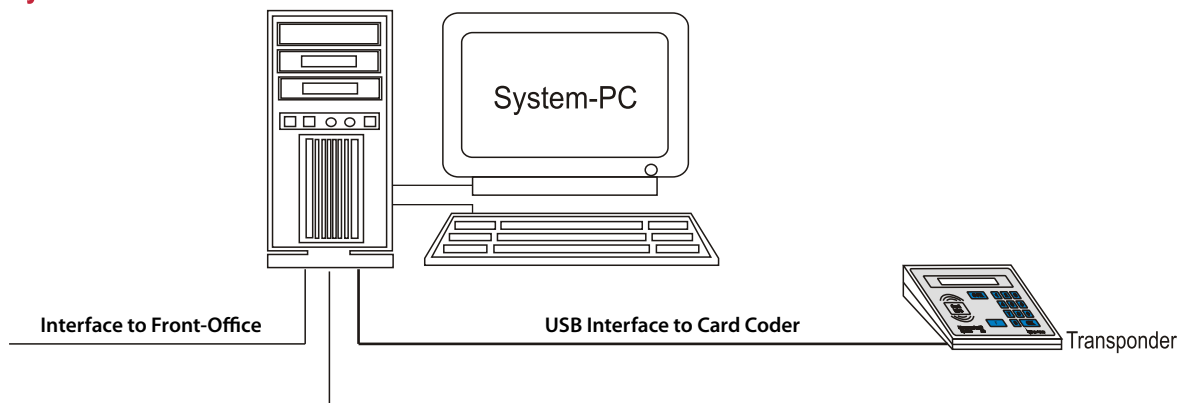 System-PC
Interface to Front-Office
USB Interface to Card Coder
Transponder